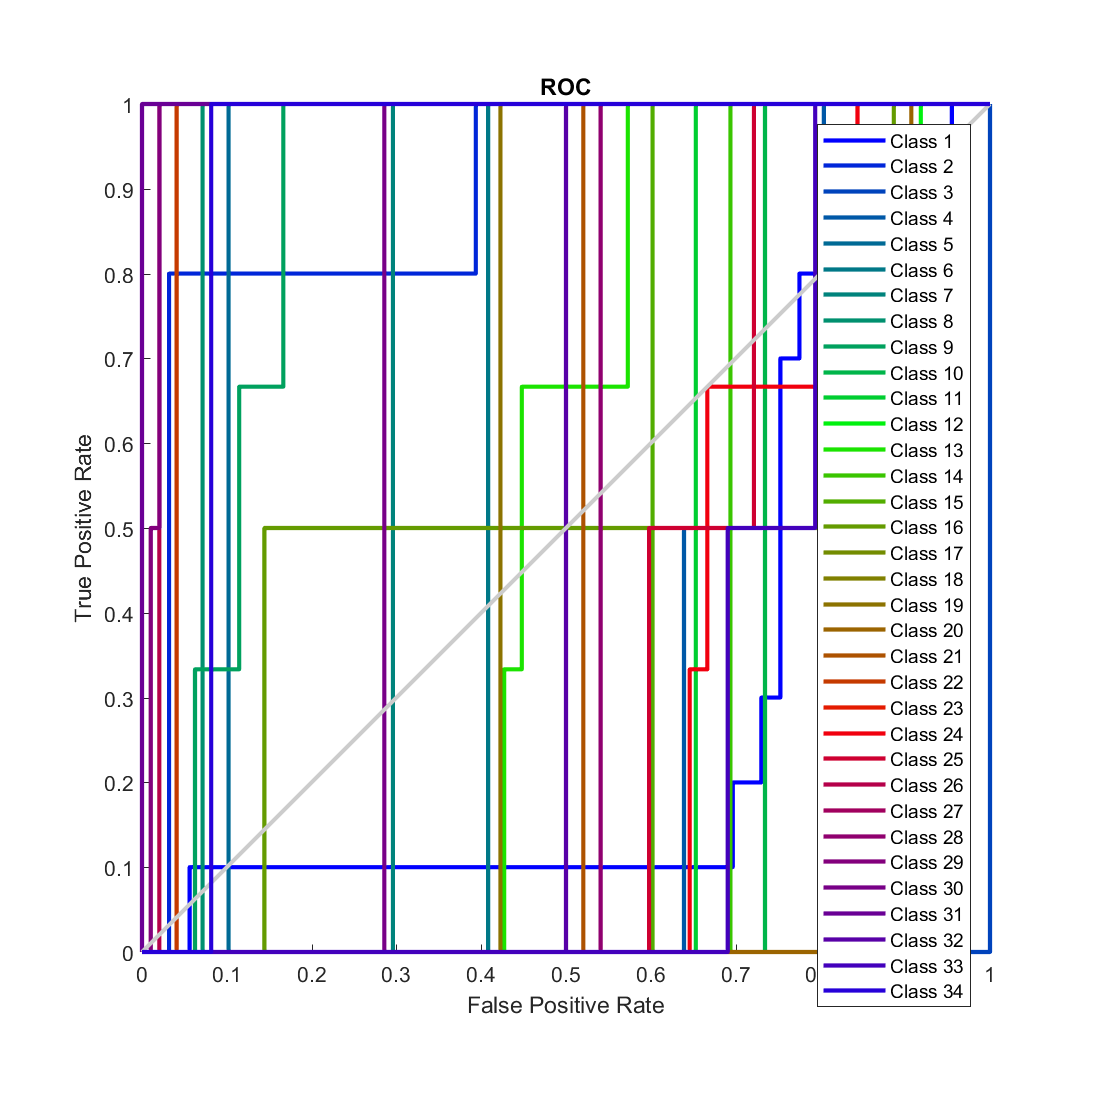 ROC
True Positive Rate
1
0.9
0.8
0.7
0.6
0.5
0.4
0.3
0.2
0.1
0
0 0.1 0.2 0.3 0.4 0.5 0.6 0.7 1
False Positive Rate
Class 1
Class 2
Class 3
Class 4
Class 5
Class 6
Class 7
Class 8
Class 9
Class 10
Class 11
Class 12
Class 13
Class 14
Class 15
Class 16
Class 17
Class 18
Class 19
Class 20
Class 21
Class 22
Class 23
Class 24
Class 25
Class 26
Class 27
Class 28
Class 29
Class 30
Class 31
Class 32
Class 33
Class 34